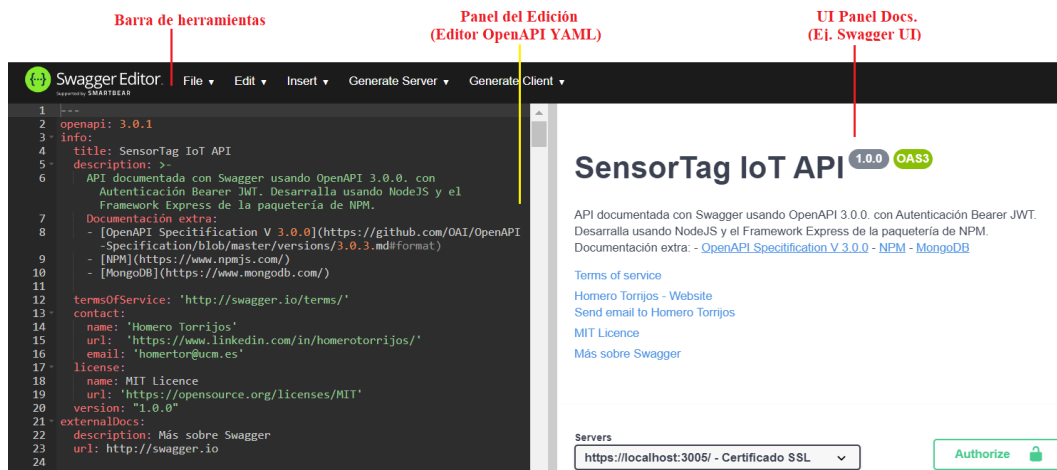 Barra de herramientas
Panel del Edición
(Editor OpenAPI YAML)
UI Panel Docs.
(Ej. Swagger UI)
Swagger Editor.
Supported by SMARTBEAR
File
Edit
Insert
Generate Server
Generate Client
1 ---
2 openapi: 3.0.1
3 info:
4 title: SensorTag IoT API
5 description: >-
6 API documentada con Swagger usando OpenAPI 3.0.0. con
Autenticación Bearer JWT. Desarralla usando NodeJS y el
Framework Express de la paquetería de NPM.
7 Documentación extra:
8 - [OpenAPI Specitification V 3.0.0](https://github.com/OAI/OpenAPI
-Specification/blob/master/versions/3.0.3.md#format)
9 - [NPM](https://www.npmjs.com/)
10 - [MongoDB](https://www.mongodb.com/)
11
12 termsOfService: 'http://swagger.io/terms/'
13 contact:
14 name: 'Homero Torrijos'
15 url: 'https://www.linkedin.com/in/homerotorrijos/'
16 email: 'homertor@ucm.es'
17 license:
18 name: MIT Licence
19 url: 'https://opensource.org/licenses/MIT'
20 version: "1.0.0"
21 externalDocs:
22 description: Más sobre Swagger
23 url: http://swagger.io
24
SensorTag IoT API 1.0.0 OAS3
API documentada con Swagger usando OpenAPI 3.0.0. con Autenticación Bearer JWT.
Desarralla usando NodeJS y el Framework Express de la paquetería de NPM.
Documentación extra: - OpenAPI Specitification V 3.0.0 - NPM - MongoDB
Terms of service
Homero Torrijos - Website
Send email to Homero Torrijos
MIT Licence
Más sobre Swagger
Servers
https://localhost:3005/ - Certificado SSL
Authorize